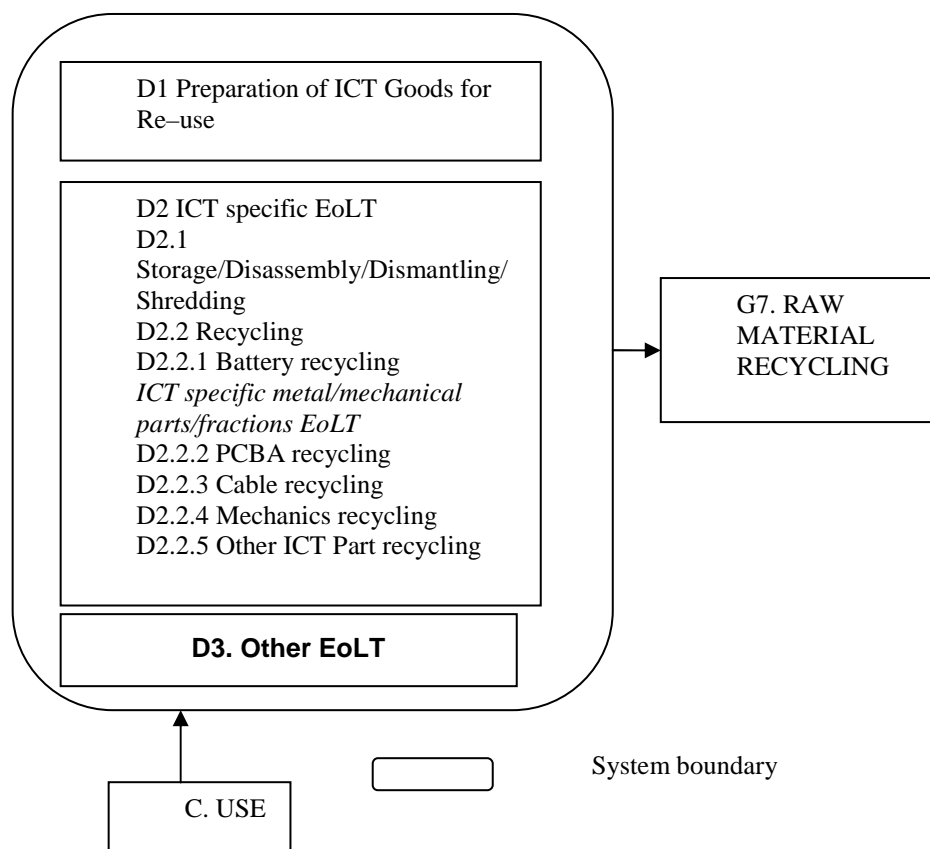 D1 Preparation of ICT Goods for
Re–use
D2 ICT specific EoLT
D2.1
Storage/Disassembly/Dismantling/
Shredding
D2.2 Recycling
D2.2.1 Battery recycling
ICT specific metal/mechanical
parts/fractions EoLT
D2.2.2 PCBA recycling
D2.2.3 Cable recycling
D2.2.4 Mechanics recycling
D2.2.5 Other ICT Part recycling
D3. Other EoLT
G7. RAW
MATERIAL
RECYCLING
C. USE
System boundary